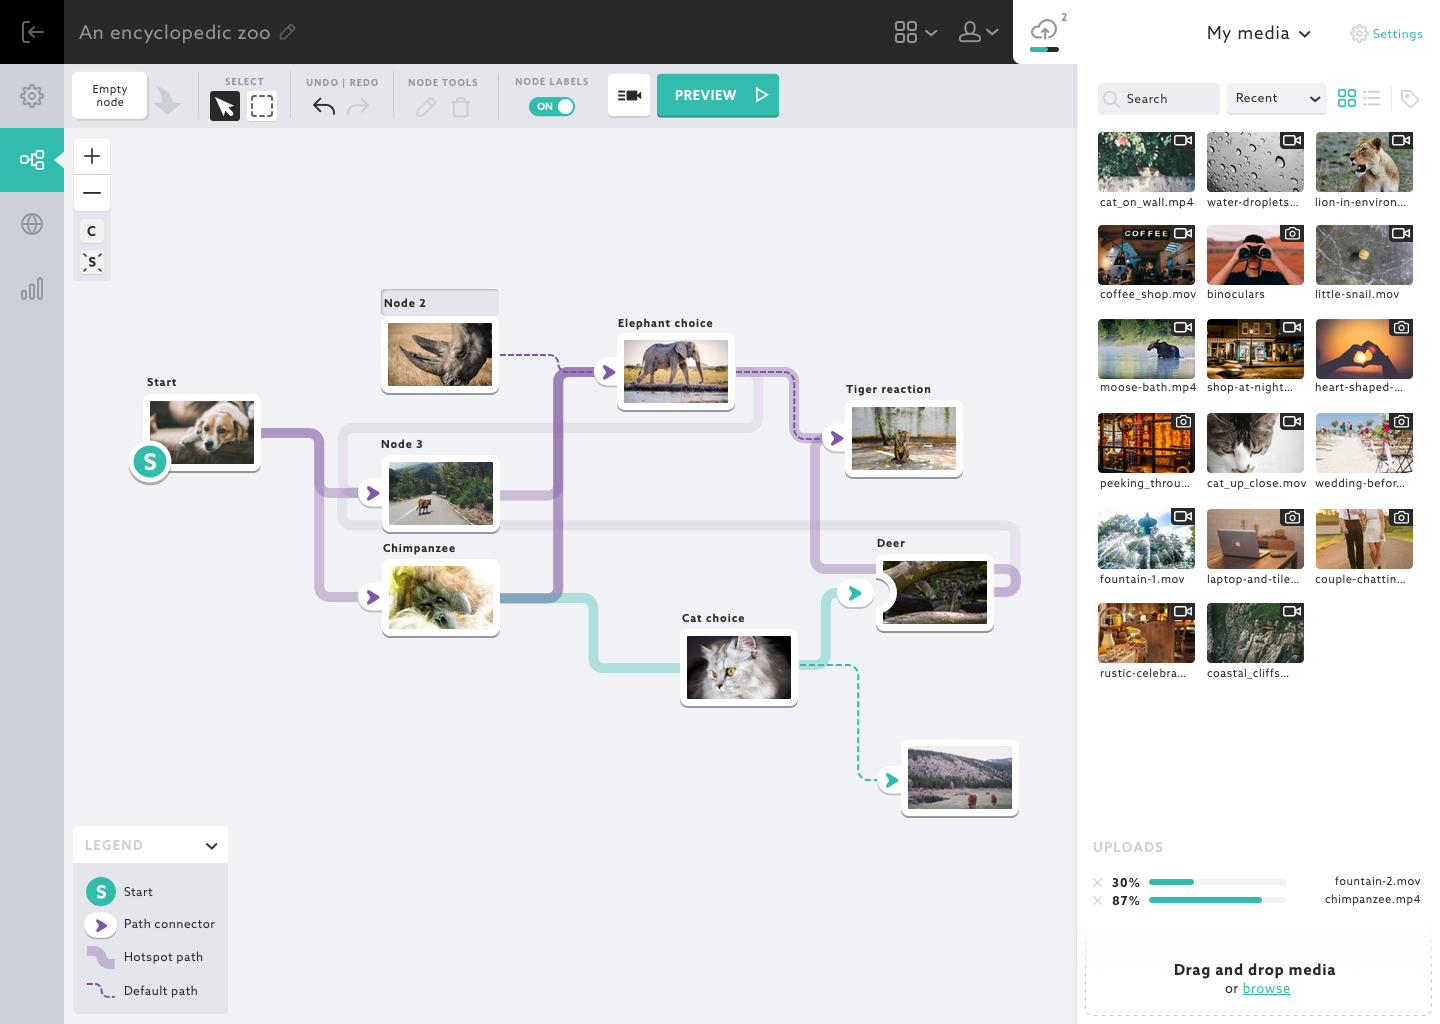 An encyclopedic zoo
2
My media
Settings
Empty
node
SELECT
UNDO | REDO
NODE TOOLS
NODE LABELS
ON
PREVIEW
Search
Recent
C
S
cat_on_wall.mp4
water-droplets...
lion-in-environ...
COFFEE
coffee_shop.mov
binoculars
little-snail.mov
moose-bath.mp4
shop-at-night...
heart-shaped-...
peeking_throu...
cat_up_close.mov
wedding-befor...
fountain-1.mov
laptop-and-tile...
couple-chattin...
rustic-celebra...
coastal_cliffs...
Node 2
Elephant choice
Start
S
Tiger reaction
Node 3
Chimpanzee
Deer
Cat choice
LEGEND
S
Start
Path connector
Hotspot path
Default path
UPLOADS
30%
fountain-2.mov
87%
chimpanzee.mp4
Drag and drop media
or browse